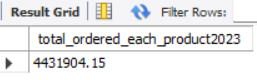 Result Grid Filter Rows:
total_ordered_each_product2023
4431904.15